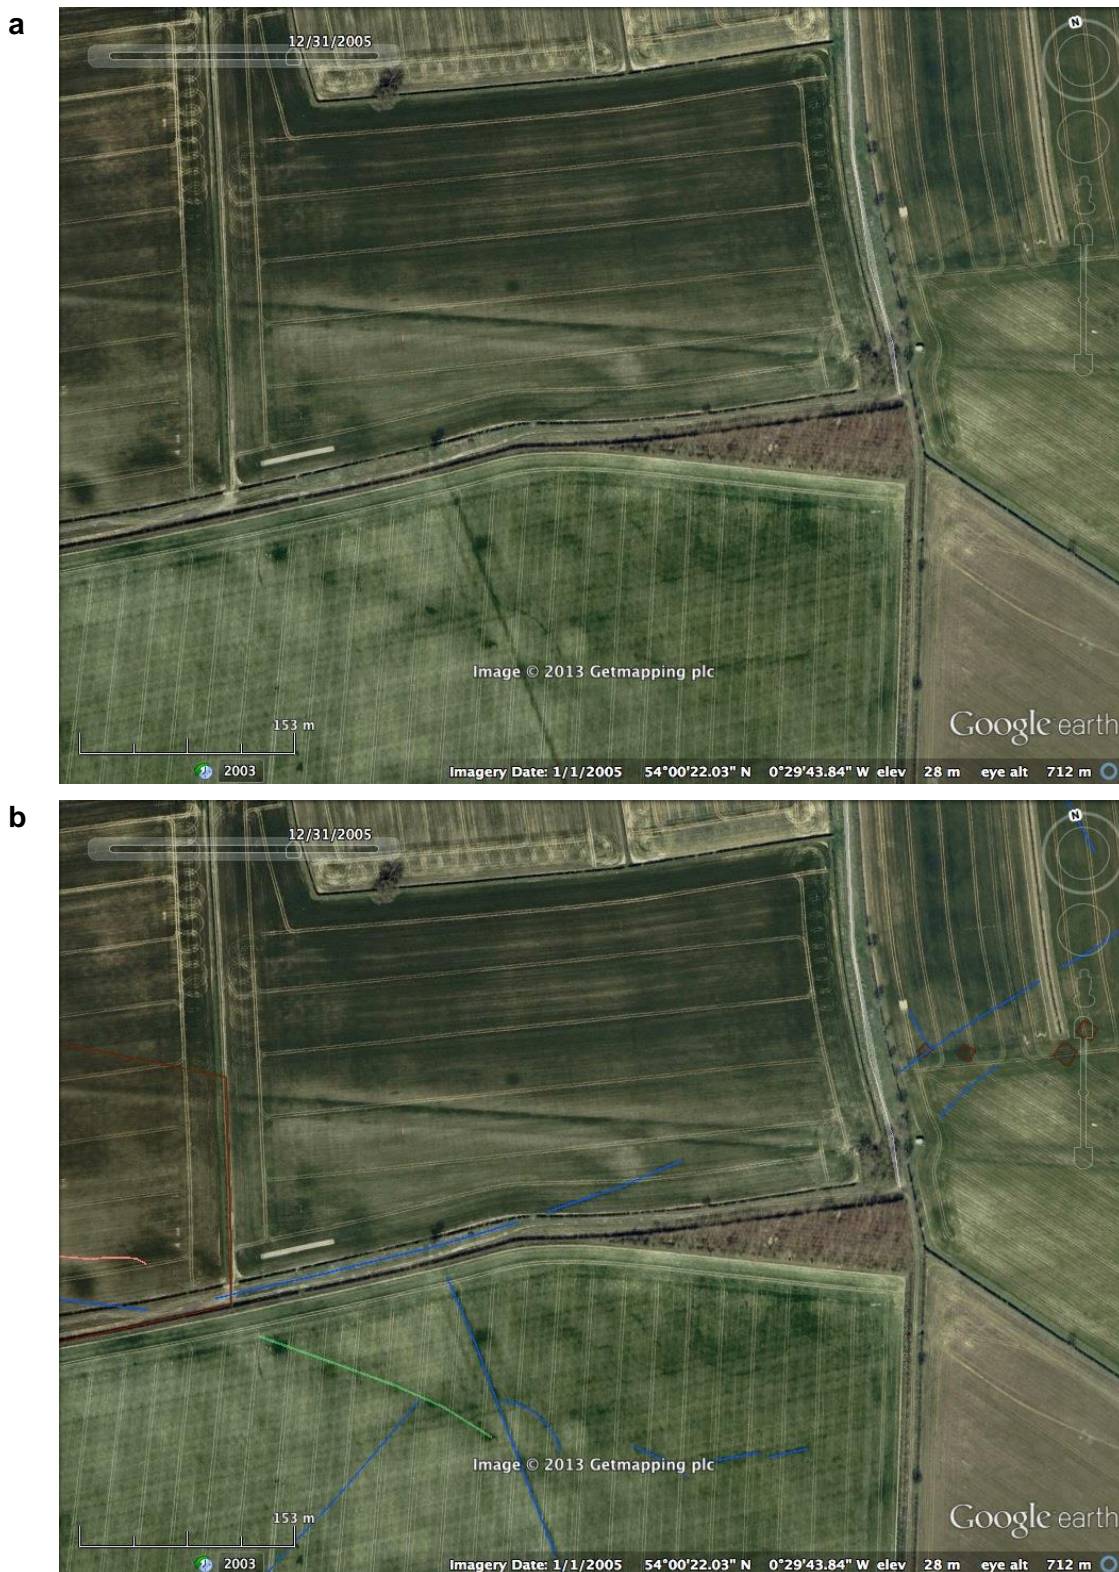 a
12/31/2005
N
Image © 2013 Getmapping plc
153 m
Google earth
2003
Imagery Date: 1/1/2005 54°00'22.03" N 0°29'43.84" W elev 28 m eye alt 712 m
b
12/31/2005
N
Image © 2013 Getmapping plc
153 m
Google earth
2003
Imagery Date: 1/1/2005 54°00'22.03" N 0°29'43.84" W elev 28 m eye alt 712 m